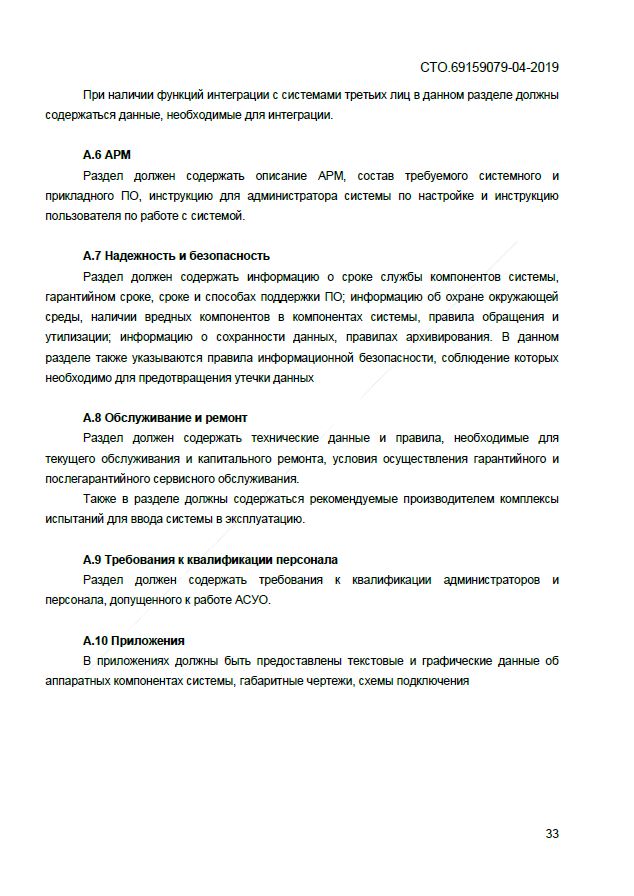 СТО.69159079-04-2019
При наличии функций интеграции с системами третьих лиц в данном разделе должны
содержаться данные, необходимые для интеграции.
А.6 АРМ
Раздел должен содержать описание АРМ, состав требуемого системного и
прикладного ПО, инструкцию для администратора системы по настройке и инструкцию
пользователя по работе с системой.
А.7 Надежность и безопасность
Раздел должен содержать информацию о сроке службы компонентов системы,
гарантийном сроке, сроке и способах поддержки ПО; информацию об охране окружающей
среды, наличии вредных компонентов в компонентах системы, правила обращения и
утилизации; информацию о сохранности данных, правилах архивирования. В данном
разделе также указываются правила информационной безопасности, соблюдение которых
необходимо для предотвращения утечки данных
А.8 Обслуживание и ремонт
Раздел должен содержать технические данные и правила, необходимые для
текущего обслуживания и капитального ремонта, условия осуществления гарантийного и
послегарантийного сервисного обслуживания.
Также в разделе должны содержаться рекомендуемые производителем комплексы
испытаний для ввода системы в эксплуатацию.
А.9 Требования к квалификации персонала
Раздел должен содержать требования к квалификации администраторов и
персонала, допущенного к работе АСУО.
А.10 Приложения
В приложениях должны быть предоставлены текстовые и графические данные об
аппаратных компонентах системы, габаритные чертежи, схемы подключения
33